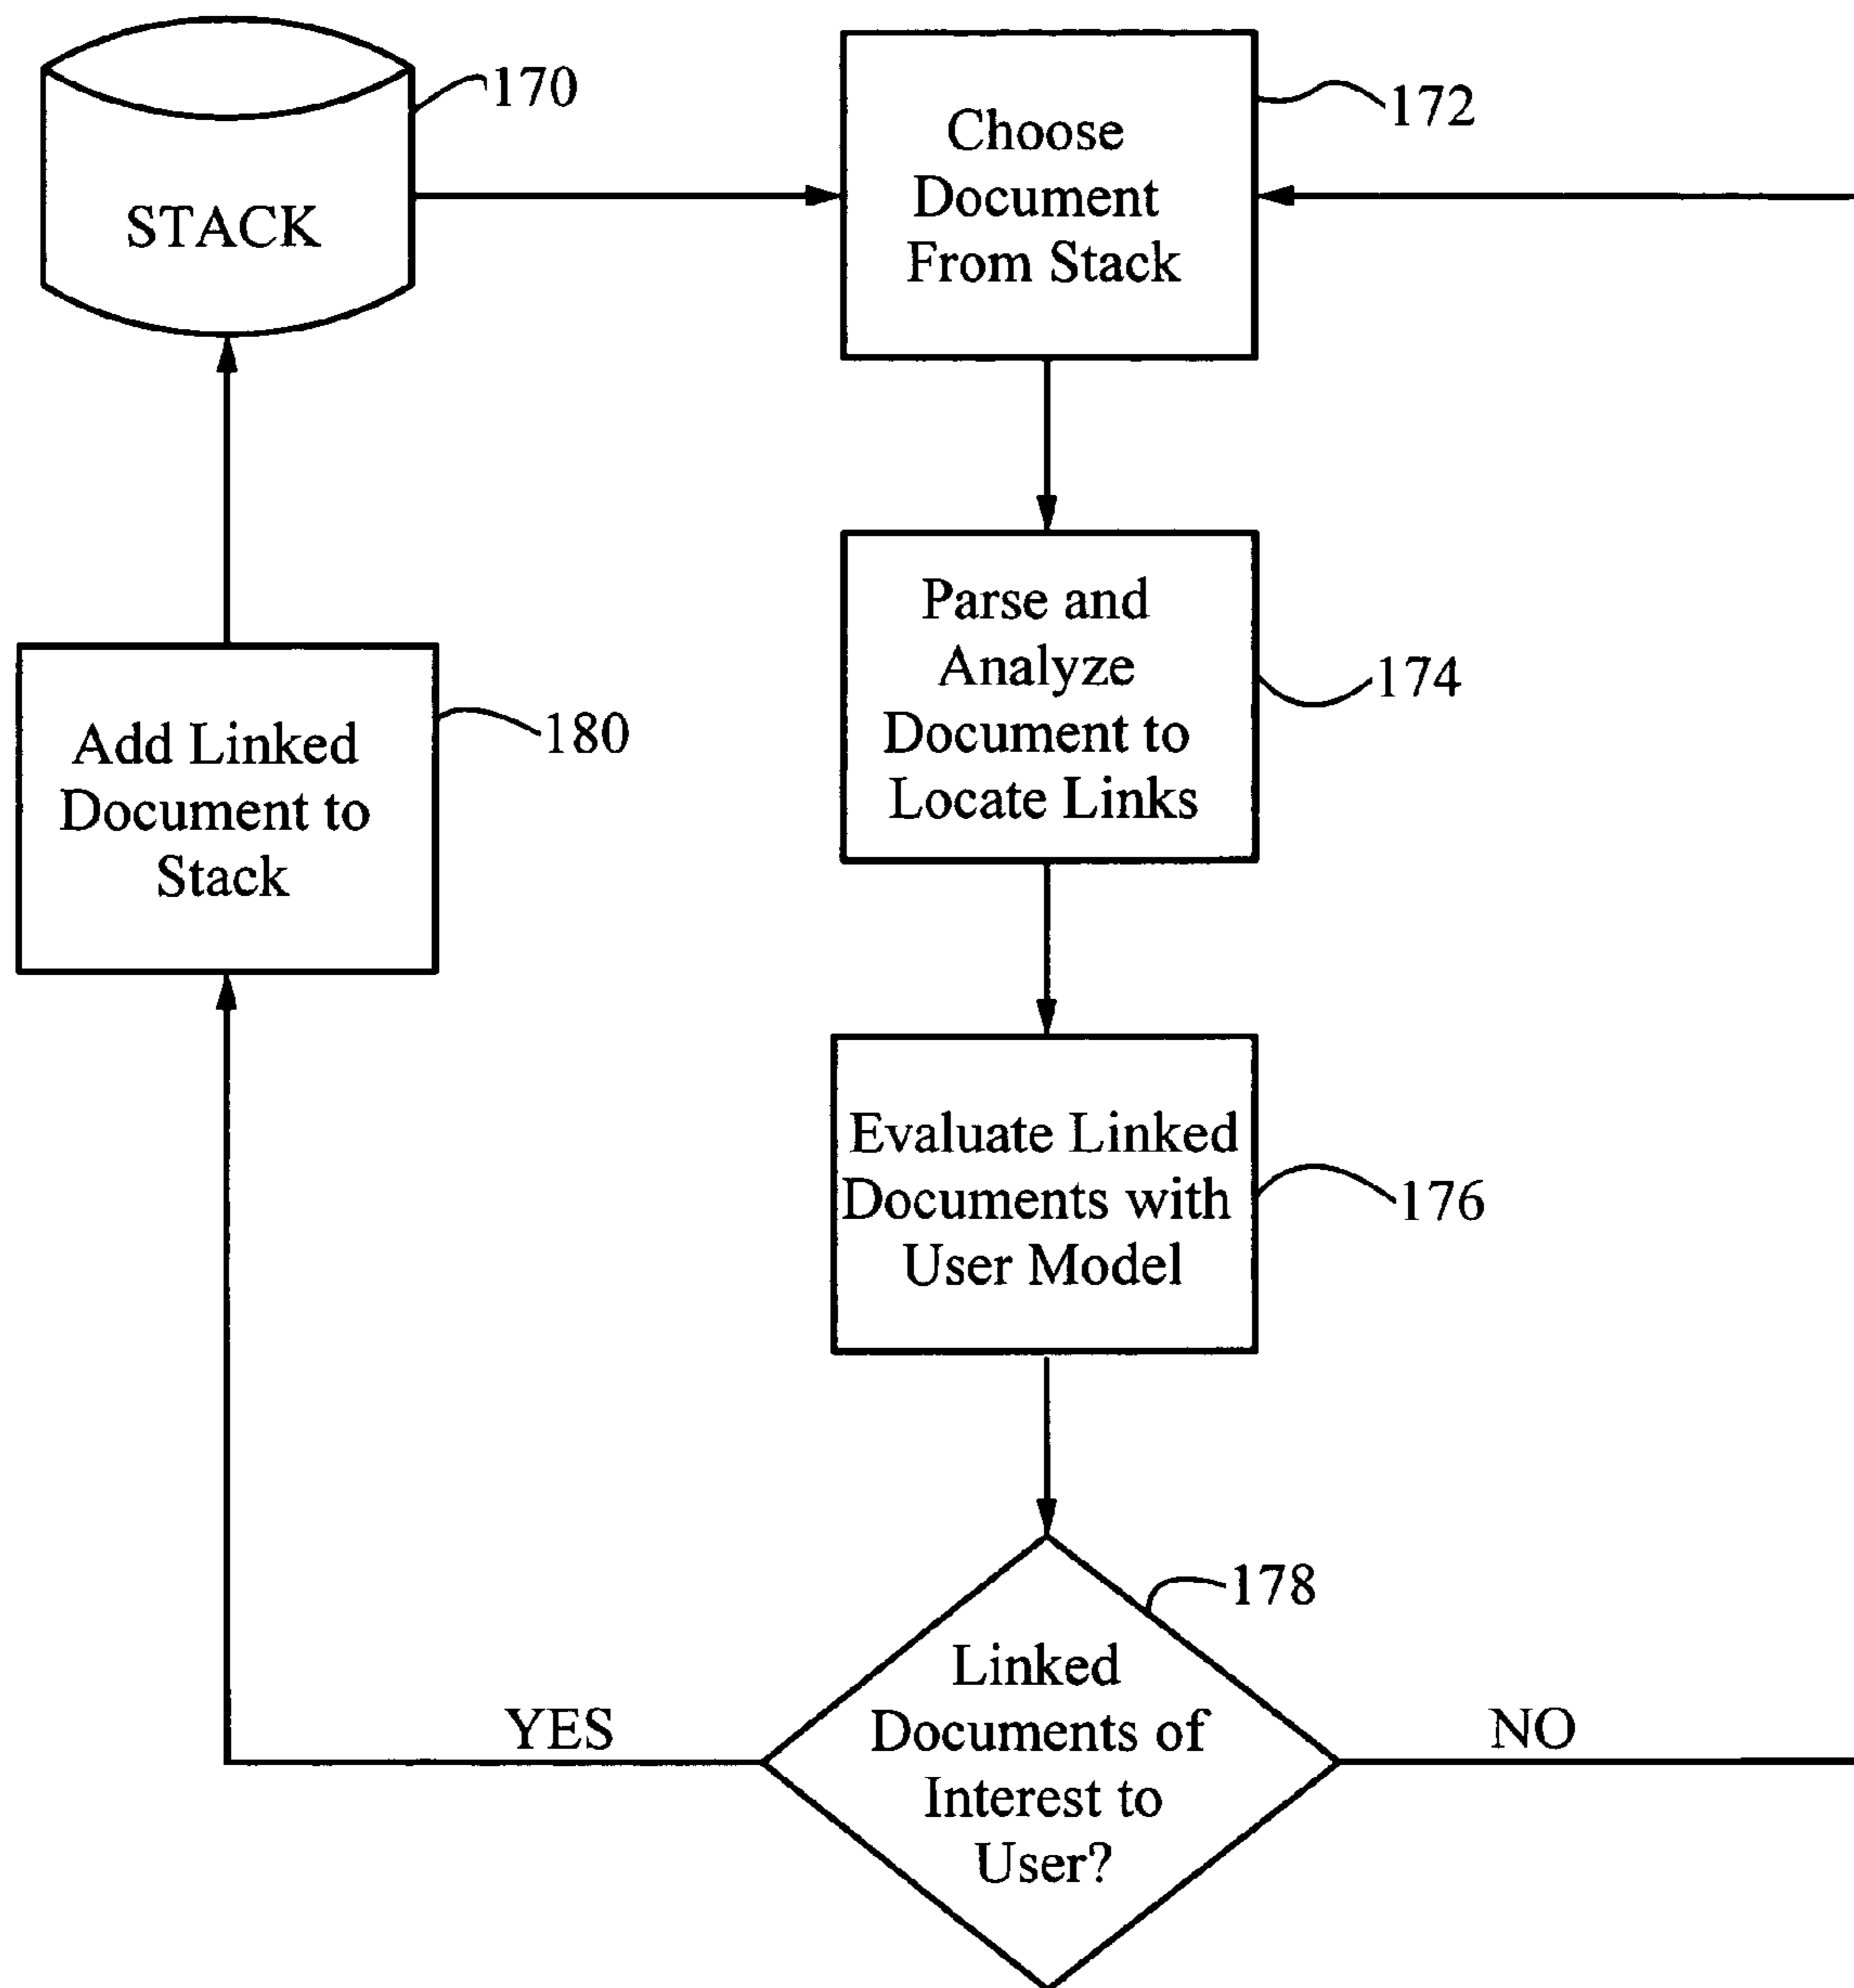 170
STACK
Choose
Document
From Stack
172
Parse and
Analyze
Document to
Locate Links
174
Add Linked
Document to
Stack
180
Evaluate Linked
Documents with
User Model
176
178
Linked
Documents of
Interest to
User?
YES
NO